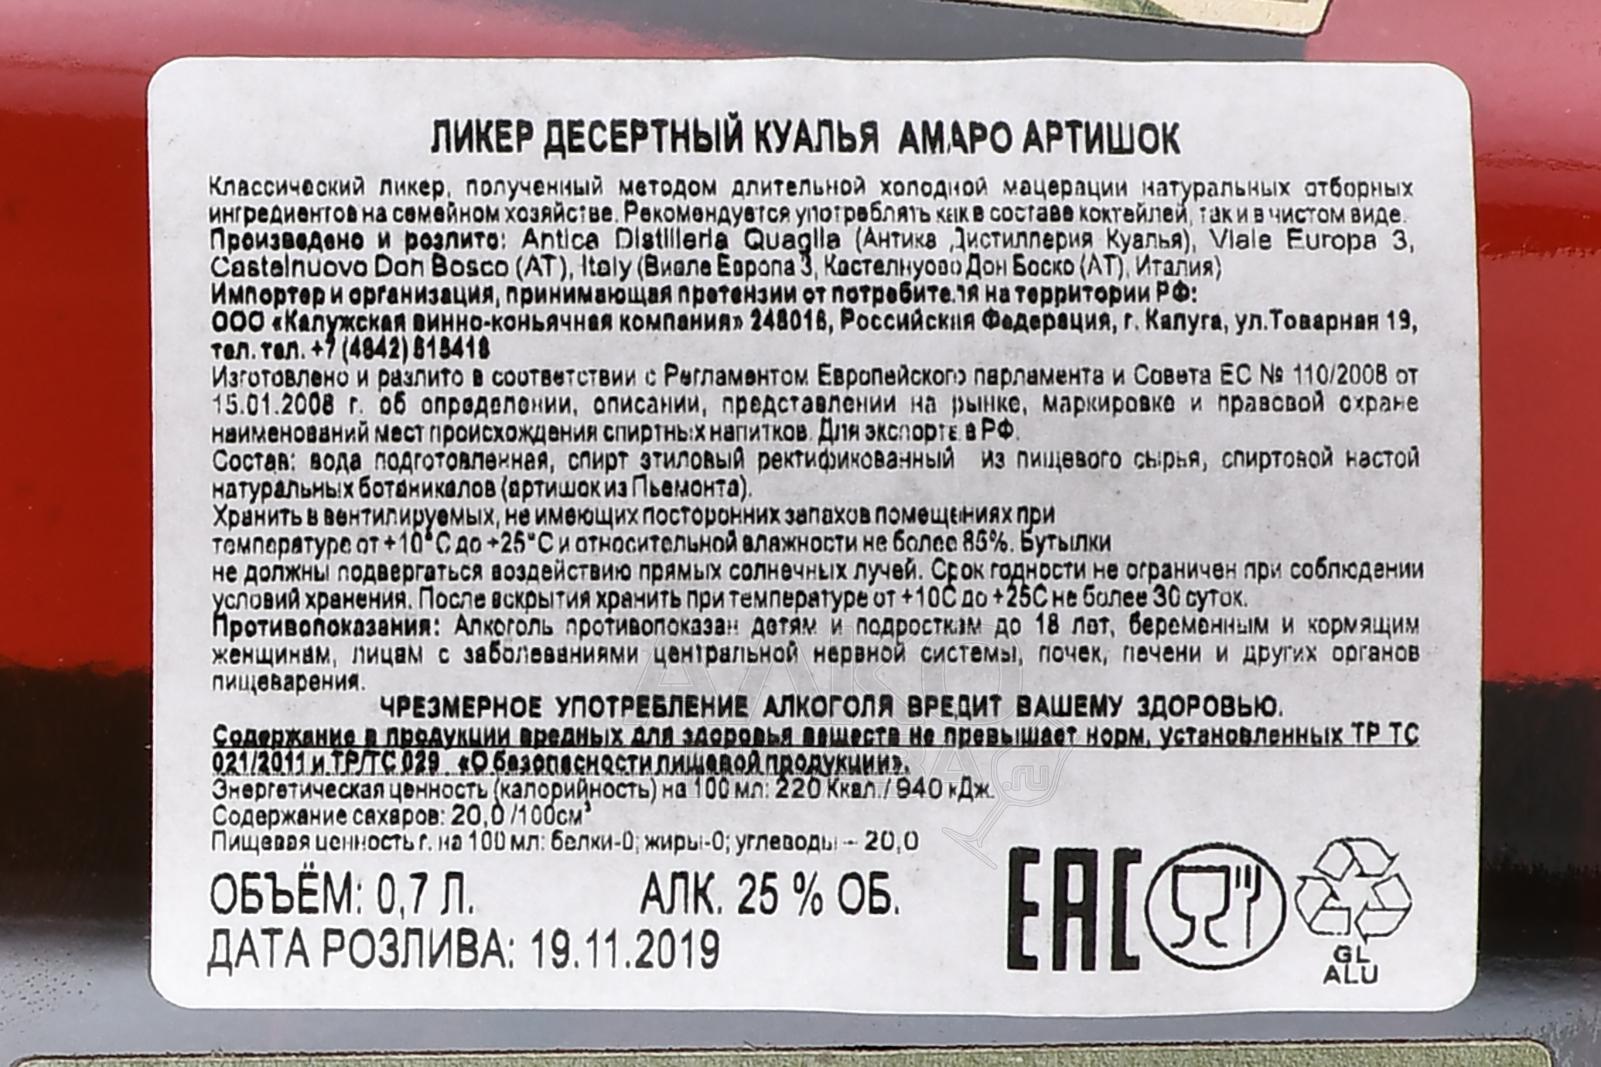 ЛИКЕР ДЕСЕРТНЫЙ КУАЛЬЯ АМАРО АРТИШОК
Классический ликер, полученный методом длительной холодной мацерации натуральных отборных
ингредиентов на семейном хозяйстве. Рекомендуется употреблять как в составе коктейлей, так и в чистом виде.
Произведено и розлито: Antica Distilleria Quaglia (Антика Дистиллерия Куалья), Viale Europa 3,
Castelnuovo Don Bosco (AT), Italy (Виале Европа 3, Кастелнуово Дон Боско (АТ), Италия)
Импортер и организация, принимающая претензии от потребителя на территории РФ:
ООО «Калужская винно-коньячная компания» 248016, Российская Федерация, г. Калуга, ул.Товарная 19,
тел. тел. +7 (4842)
Изготовлено и разлито в соответствии с Регламентом Европейского парламента и Совета ЕС № 110/2008 от
15.01.2008 г. об определении, описании, представлении на рынке, маркировке и правовой охране
наименований мест происхождения спиртных напитков. Для экспорта в РФ.
Состав: вода подготовленная, спирт этиловый ректификованный из пищевого сырья, спиртовой настой
натуральных ботаникалов (артишок из Пьемонта).
Хранить в вентилируемых, не имеющих посторонних запахов помещениях при
температуре от +10°С до +25°С и относительной влажности не более 85%. Бутылки
не должны подвергаться воздействию прямых солнечных лучей. Срок годности не ограничен при соблюдении
условий хранения. После вскрытия хранить при температуре от +10С до +25С не более 30 суток.
Противопоказания: Алкоголь противопоказан детям и подросткам до 18 лет, беременным и кормящим
женщинам, лицам с заболеваниями центральной нервной системы, почек, печени и других органов
пищеварения.
ЧРЕЗМЕРНОЕ УПОТРЕБЛЕНИЕ АЛКОГОЛЯ ВРЕДИТ ВАШЕМУ ЗДОРОВЬЮ.
Содержание в продукции вредных для здоровья веществ не превышает норм, установленных ТР ТС
021/2011 и ТР/ТС 029 «О безопасности пищевой продукции».
Энергетическая ценность (калорийность) на 100 мл: 220 Ккал./ 940 кДж.
Содержание сахаров: 20,0 /100см³
Пищевая ценность г. на 100 мл: белки-0; жиры-0; углеводы – 20,0
ОБЪЁМ: 0,7 Л. АЛК. 25 % ОБ.
ДАТА РОЗЛИВА: 19.11.2019
EAC
GL
ALU